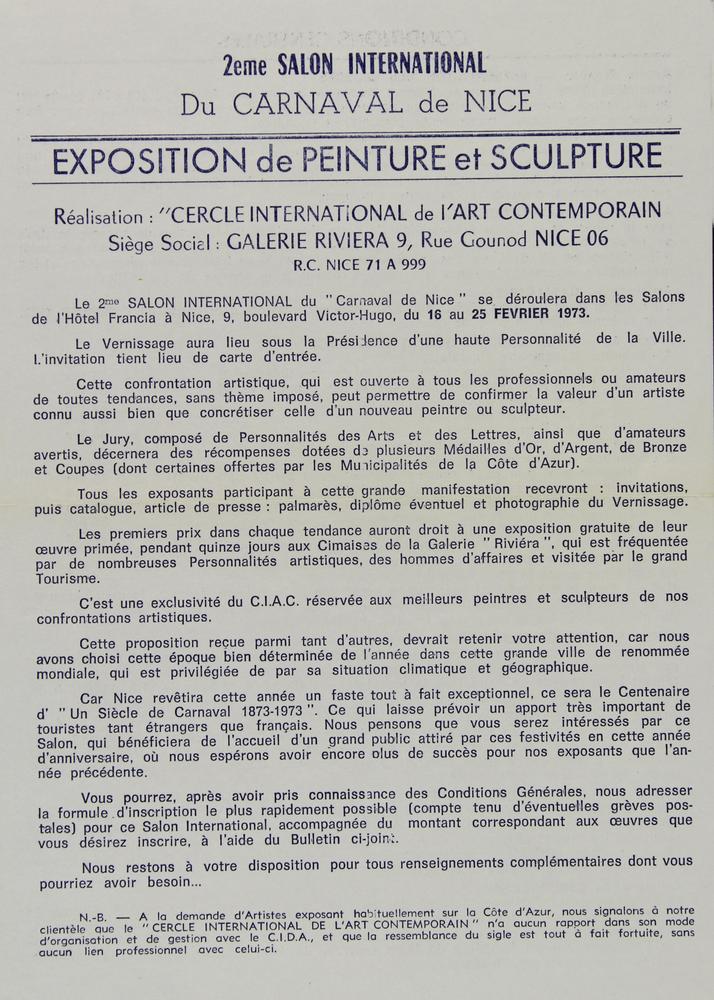 2eme SALON INTERNATIONAL
Du CARNAVAL de NICE
EXPOSITION de PEINTURE et SCULPTURE
Réalisation : "CERCLE INTERNATIONAL de l'ART CONTEMPORAIN
Siège Social : GALERIE RIVIERA 9, Rue Gounod NICE 06
R.C. NICE 71 A 999
Le 2me SALON INTERNATIONAL du "Carnaval de Nice" se déroulera dans les Salons
de l'Hôtel Francia à Nice, 9, boulevard Victor-Hugo, du 16 au 25 FEVRIER 1973.
Le Vernissage aura lieu sous la Présidence d'une haute Personnalité de la Ville.
L'invitation tient lieu de carte d'entrée.
Cette confrontation artistique, qui est ouverte à tous les professionnels ou amateurs
de toutes tendances, sans thème imposé, peut permettre de confirmer la valeur d'un artiste
connu aussi bien que concrétiser celle d'un nouveau peintre ou sculpteur.
Le Jury, composé de Personnalités des Arts et des Lettres, ainsi que d'amateurs
avertis, décernera des récompenses dotées de plusieurs Médailles d'Or, d'Argent, de Bronze
et Coupes (dont certaines offertes par les Municipalités de la Côte d'Azur).
Tous les exposants participant à cette grande manifestation recevront : invitations,
puis catalogue, article de presse : palmarès, diplôme éventuel et photographie du Vernissage.
Les premiers prix dans chaque tendance auront droit à une exposition gratuite de leur
œuvre primée, pendant quinze jours aux Cimaises de la Galerie "Riviéra", qui est fréquentée
par de nombreuses Personnalités artistiques, des hommes d'affaires et visitée par le grand
Tourisme.
C'est une exclusivité du C.I.A.C. réservée aux meilleurs peintres et sculpteurs de nos
confrontations artistiques.
Cette proposition reçue parmi tant d'autres, devrait retenir votre attention, car nous
avons choisi cette époque bien déterminée de l'année dans cette grande ville de renommée
mondiale, qui est privilégiée de par sa situation climatique et géographique.
Car Nice revêtira cette année un faste tout à fait exceptionnel, ce sera le Centenaire
d' "Un Siècle de Carnaval 1873-1973". Ce qui laisse prévoir un apport très important de
touristes tant étrangers que français. Nous pensons que vous serez intéressés par ce
Salon, qui bénéficiera de l'accueil d'un grand public attiré par ces festivités en cette année
d'anniversaire, où nous espérons avoir encore plus de succès pour nos exposants que l'an-
née précédente.
Vous pourrez, après avoir pris connaissance des Conditions Générales, nous adresser
la formule d'inscription le plus rapidement possible (compte tenu d'éventuelles grèves pos-
tales) pour ce Salon International, accompagnée du montant correspondant aux œuvres que
vous désirez inscrire, à l'aide du Bulletin ci-joint.
Nous restons à votre disposition pour tous renseignements complémentaires dont vous
pourriez avoir besoin...
N.-B. — A la demande d'Artistes exposant habituellement sur la Côte d'Azur, nous signalons à notre
clientèle que le "CERCLE INTERNATIONAL DE L'ART CONTEMPORAIN" n'a aucun rapport dans son mode
d'organisation et de gestion avec le C.I.D.A., et que la ressemblance du sigle est tout à fait fortuite, sans
aucun lien professionnel avec celui-ci.